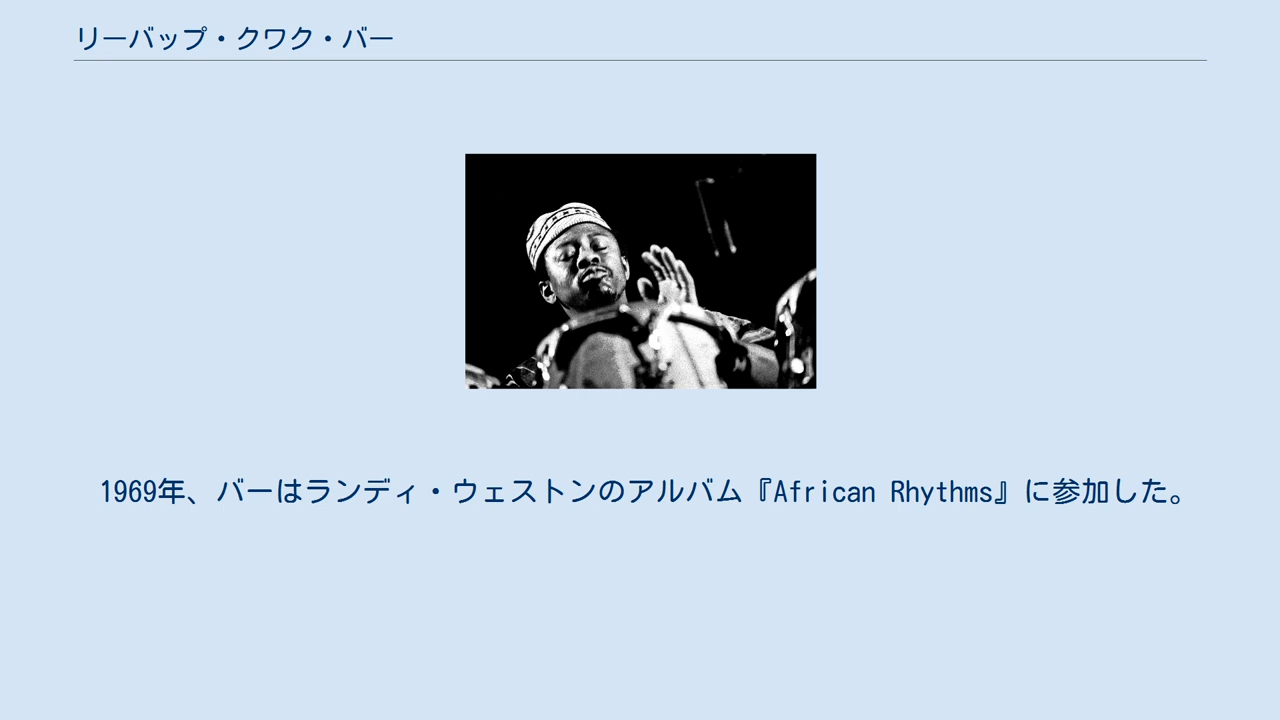 リーバップ・クワク・バー
1969年、バーはランディ・ウェストンのアルバム『African Rhythms』に参加した。